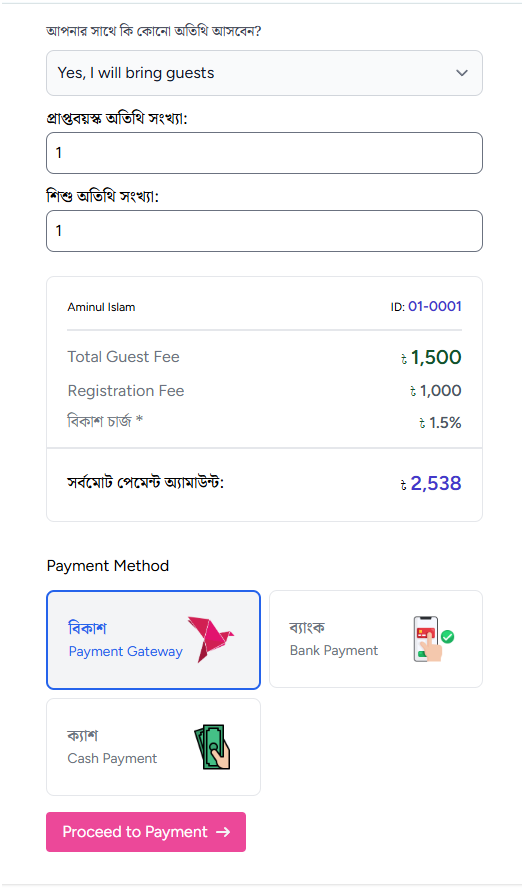 আপনার সাথে কি কোনো অতিথি আসবেন?
Yes, I will bring guests
প্রাপ্তবয়স্ক অতিথি সংখ্যা:
1
শিশু অতিথি সংখ্যা:
1
Aminul Islam ID: 01-0001
Total Guest Fee ৳ 1,500
Registration Fee ৳ 1,000
বিকাশ চার্জ * ৳ 1.5%
সর্বমোট পেমেন্ট অ্যামাউন্ট: ৳ 2,538
Payment Method
বিকাশ
Payment Gateway
ব্যাংক
Bank Payment
ক্যাশ
Cash Payment
Proceed to Payment →